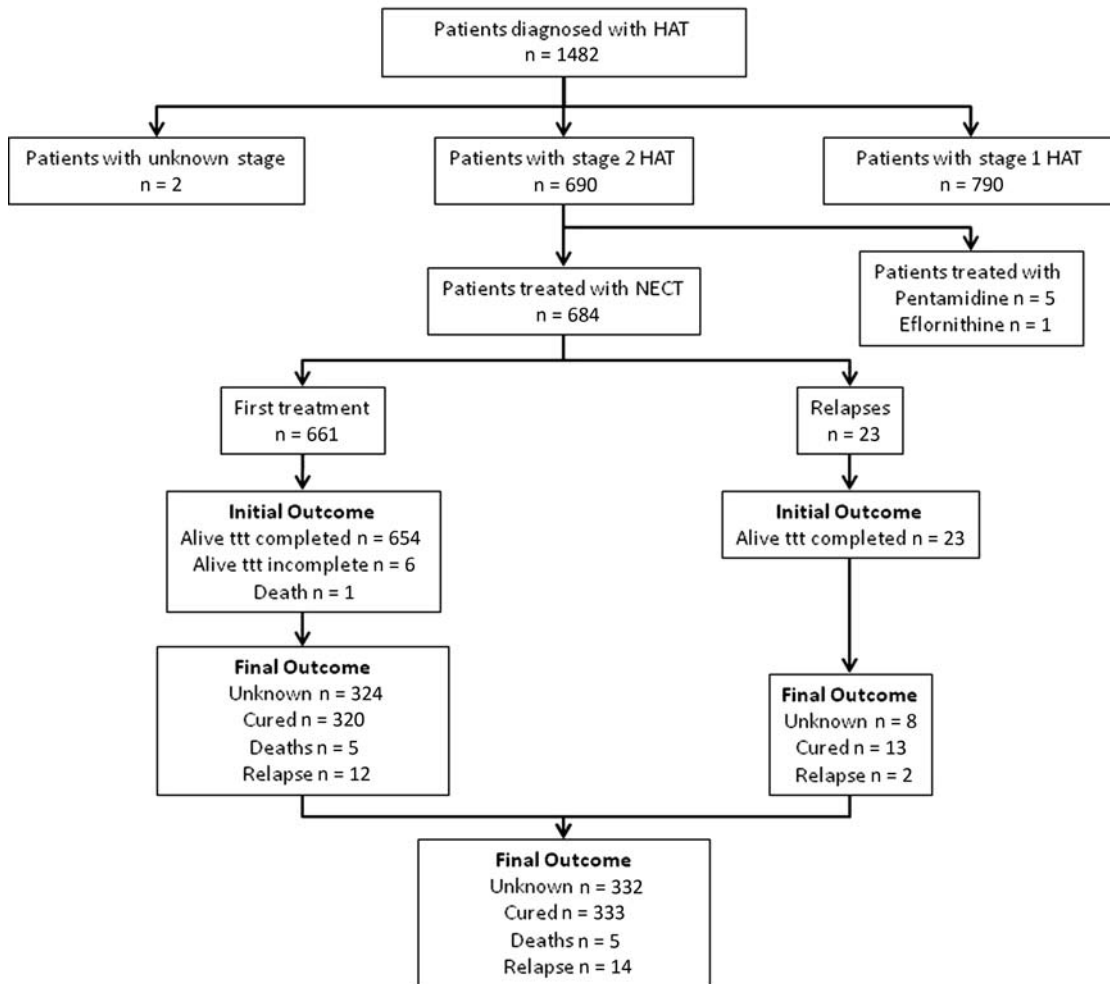 Patients diagnosed with HAT
n = 1482
Patients with unknown stage
n = 2
Patients with stage 2 HAT
n = 690
Patients with stage 1 HAT
n = 790
Patients treated with NECT
n = 684
Patients treated with
Pentamidine n = 5
Eflornithine n = 1
First treatment
n = 661
Relapses
n = 23
Initial Outcome
Alive ttt completed n = 654
Alive ttt incomplete n = 6
Death n = 1
Initial Outcome
Alive ttt completed n = 23
Final Outcome
Unknown n = 324
Cured n = 320
Deaths n = 5
Relapse n = 12
Final Outcome
Unknown n = 8
Cured n = 13
Relapse n = 2
Final Outcome
Unknown n = 332
Cured n = 333
Deaths n = 5
Relapse n = 14